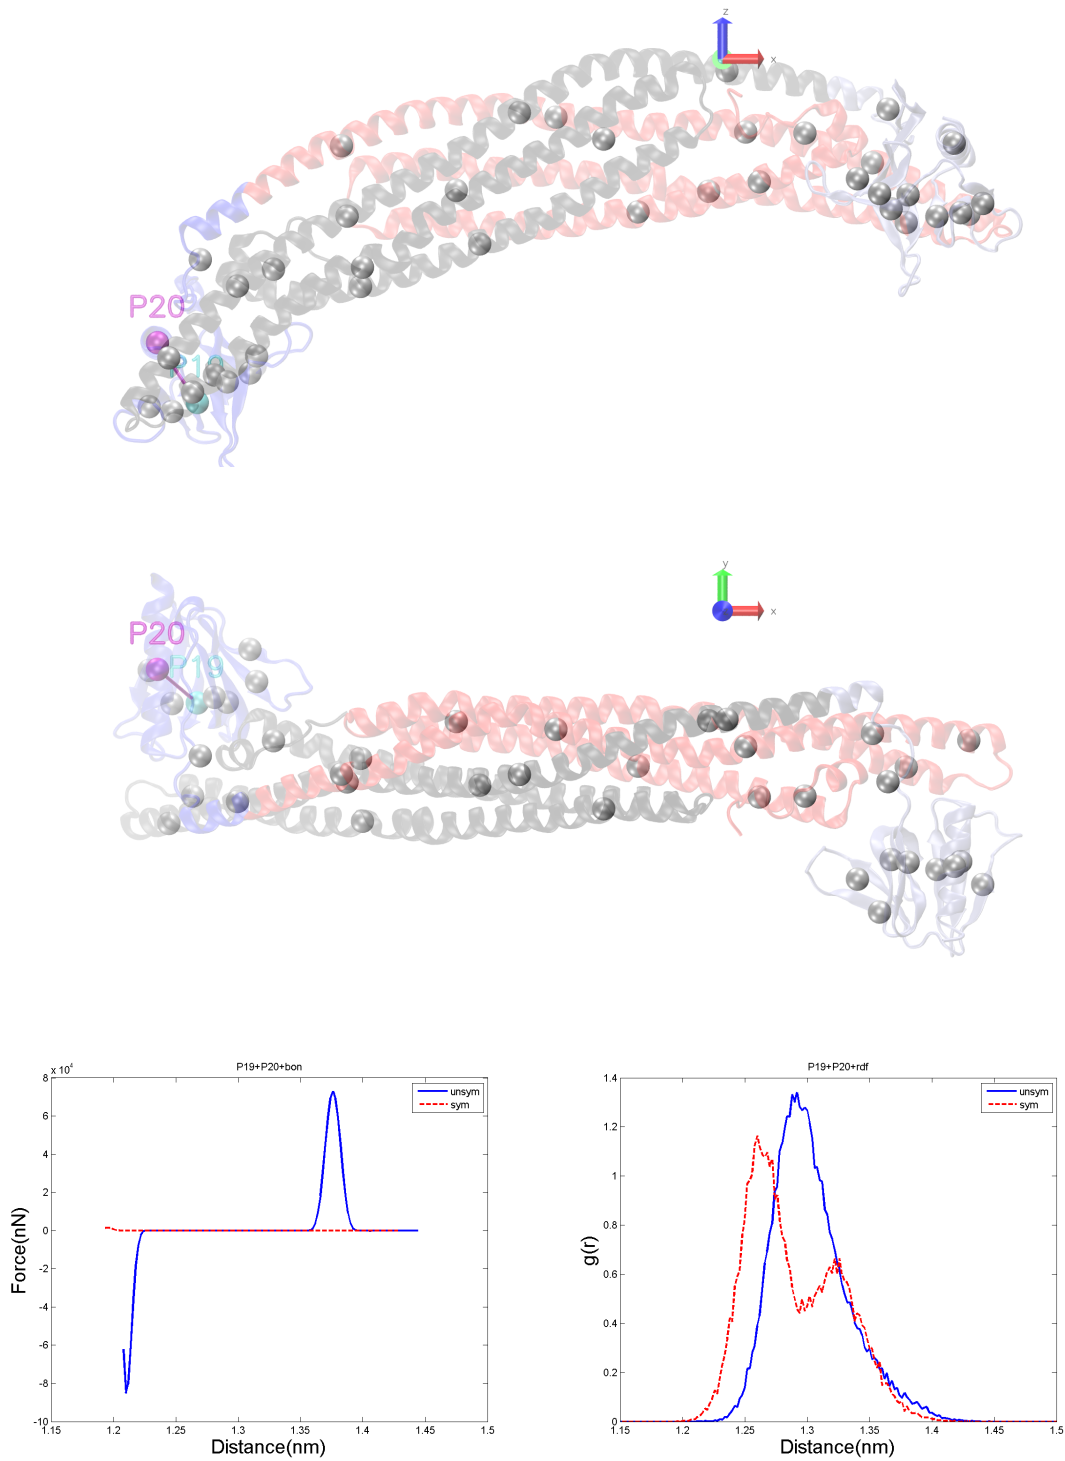 z
x
P20
P19
y
x
P20
P19
P19+P20+bon
x 10⁴
8
6
4
2
0
-2
-4
-6
-8
-10
Force(nN)
unsym
sym
1.15
1.2
1.25
1.3
1.35
1.4
1.45
1.5
Distance(nm)
P19+P20+rdf
1.4
1.2
1
0.8
0.6
0.4
0.2
0
g(r)
unsym
sym
1.15
1.2
1.25
1.3
1.35
1.4
1.45
1.5
Distance(nm)